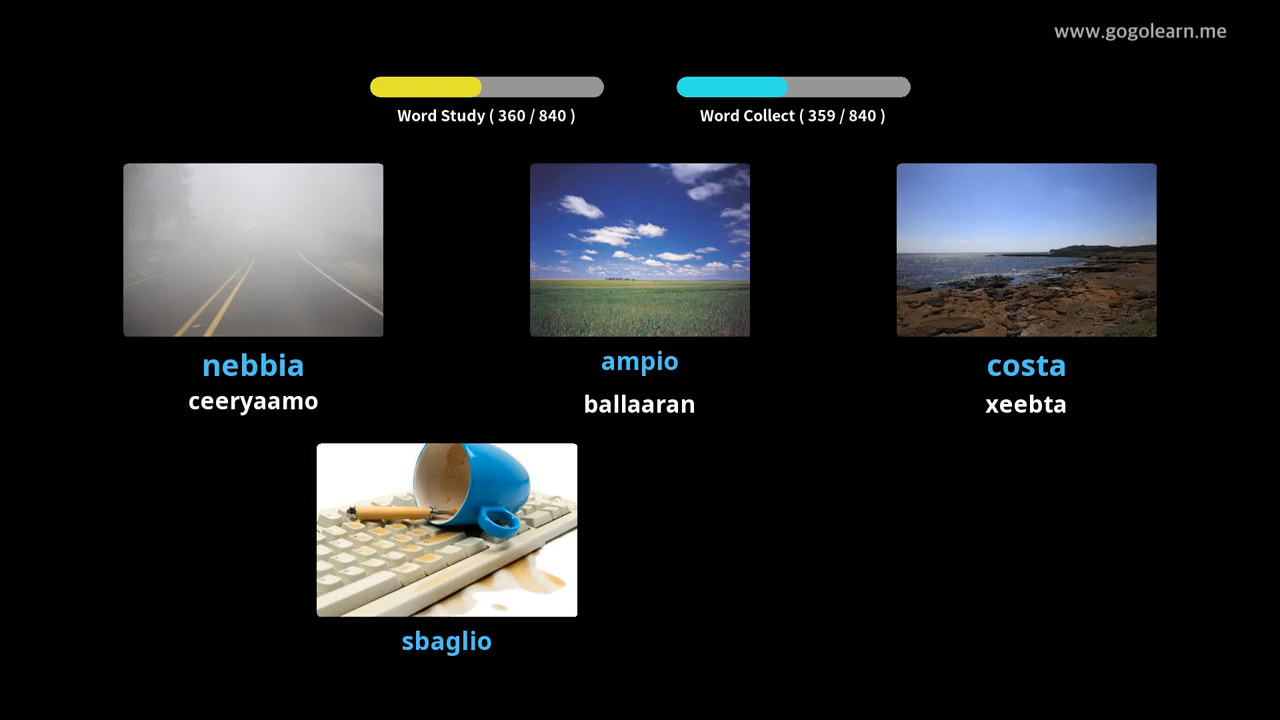 www.gogolearn.me
Word Study ( 360 / 840 )
Word Collect ( 359 / 840 )
nebbia
ceeryaamo
ampio
ballaaran
costa
xeebta
sbaglio